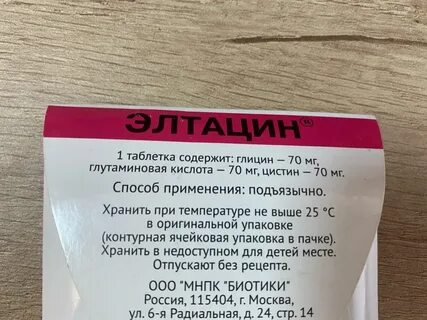 ЭЛТАЦИН®
1 таблетка содержит: глицин — 70 мг,
глутаминовая кислота — 70 мг, цистин — 70 мг.
Способ применения: подъязычно.
Хранить при температуре не выше 25 °С
в оригинальной упаковке
(контурная ячейковая упаковка в пачке).
Хранить в недоступном для детей месте.
Отпускают без рецепта.
ООО "МНПК "БИОТИКИ"
Россия, 115404, г. Москва,
ул. 6-я Радиальная, д. 24, стр. 14